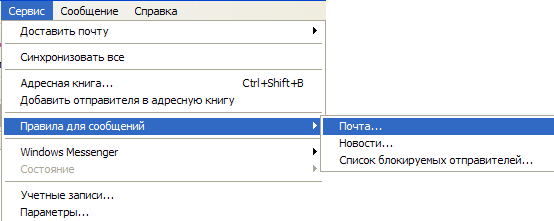 Сервис Сообщение Справка
Доставить почту
Синхронизовать все
Адресная книга... Ctrl+Shift+B
Добавить отправителя в адресную книгу
Правила для сообщений
Почта...
Новости...
Список блокируемых отправителей...
Windows Messenger
Состояние
Учетные записи...
Параметры...